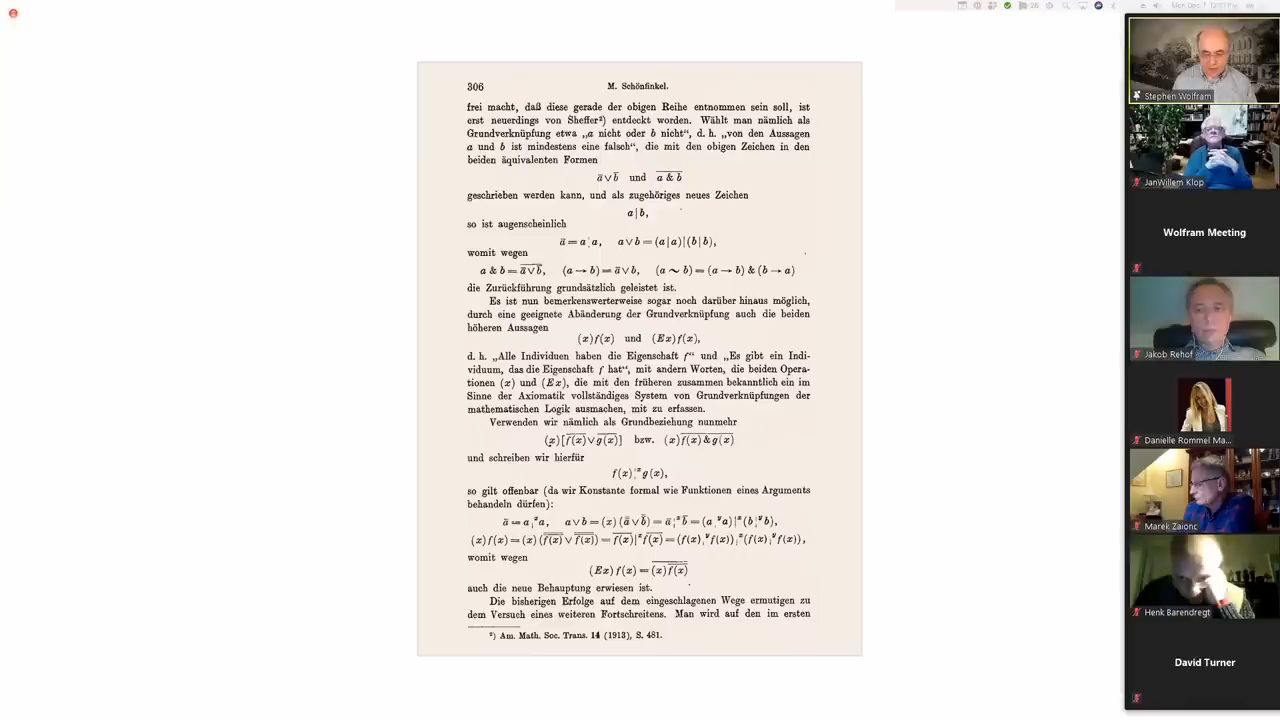 306
M. Schönfinkel.
frei macht, daß diese gerade der obigen Reihe entnommen sein soll, ist
erst neuerdings von Sheffer²) entdeckt worden. Wählt man nämlich als
Grundverknüpfung etwa „a nicht oder b nicht“, d. h. „von den Aussagen
a und b ist mindestens eine falsch“, die mit den obigen Zeichen in den
beiden äquivalenten Formen
a̅ ∨ b̅ und a̅ ̅&̅ ̅b̅
geschrieben werden kann, und als zugehöriges neues Zeichen
a | b,
so ist augenscheinlich
a̅ = a | a, a ∨ b = (a | a) | (b | b),
womit wegen
a & b = a̅̅ ̅∨̅ ̅b̅̅, (a → b) = a̅ ∨ b, (a ∼ b) = (a → b) & (b → a)
die Zurückführung grundsätzlich geleistet ist.
Es ist nun bemerkenswerterweise sogar noch darüber hinaus möglich,
durch eine geeignete Abänderung der Grundverknüpfung auch die beiden
höheren Aussagen
(x) f(x) und (Ex) f(x),
d. h. „Alle Individuen haben die Eigenschaft f“ und „Es gibt ein Indi-
viduum, das die Eigenschaft f hat“, mit andern Worten, die beiden Opera-
tionen (x) und (Ex), die mit den früheren zusammen bekanntlich ein im
Sinne der Axiomatik vollständiges System von Grundverknüpfungen der
mathematischen Logik ausmachen, mit zu erfassen.
Verwenden wir nämlich als Grundbeziehung nunmehr
(x)[f̅(̅x̅)̅ ∨ g̅(̅x̅)̅] bzw. (x) f̅(̅x̅)̅ ̅&̅ ̅g̅(̅x̅)̅
und schreiben wir hierfür
f(x) |ˣ g(x),
so gilt offenbar (da wir Konstante formal wie Funktionen eines Arguments
behandeln dürfen):
a̅ = a |ˣ a, a ∨ b = (x)(a̅̅ ∨ b̅̅) = a̅ |ˣ b̅ = (a |ʸ a) |ˣ (b |ʸ b),
(x) f(x) = (x)(f̅̅(̅x̅)̅ ∨ f̅̅(̅x̅)̅) = f̅(̅x̅)̅ |ˣ f̅(̅x̅)̅ = (f(x) |ʸ f(x)) |ˣ (f(x) |ʸ f(x)),
womit wegen
(Ex) f(x) = (̅x̅)̅ ̅f̅̅(̅x̅)̅
auch die neue Behauptung erwiesen ist.
Die bisherigen Erfolge auf dem eingeschlagenen Wege ermutigen zu
dem Versuch eines weiteren Fortschreitens. Man wird auf den im ersten
²) Am. Math. Soc. Trans. 14 (1913), S. 481.
Stephen Wolfram
JanWillem Klop
Wolfram Meeting
Jakob Rehof
Danielle Rommel Ma...
Marek Zaionc
Henk Barendregt
David Turner